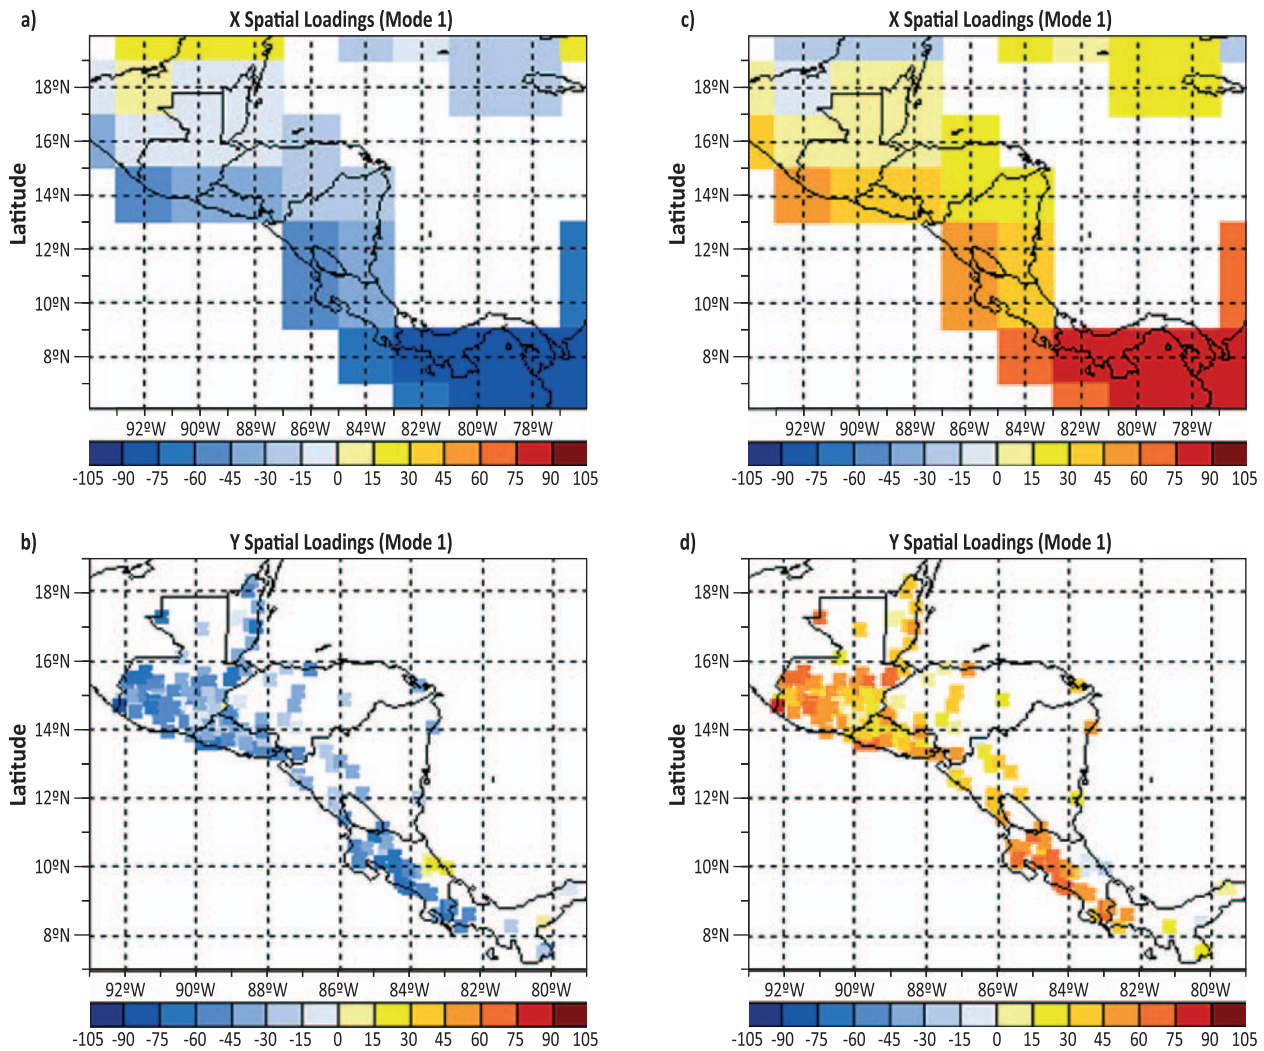 a) X Spatial Loadings (Mode 1)
Latitude
18ºN
16ºN
14ºN
12ºN
10ºN
8ºN
92ºW 90ºW 88ºW 86ºW 84ºW 82ºW 80ºW 78ºW
-105 -90 -75 -60 -45 -30 -15 0 15 30 45 60 75 90 105
c) X Spatial Loadings (Mode 1)
Latitude
18ºN
16ºN
14ºN
12ºN
10ºN
8ºN
92ºW 90ºW 88ºW 86ºW 84ºW 82ºW 80ºW 78ºW
-105 -90 -75 -60 -45 -30 -15 0 15 30 45 60 75 90 105
b) Y Spatial Loadings (Mode 1)
Latitude
18ºN
16ºN
14ºN
12ºN
10ºN
8ºN
92ºW 90ºW 88ºW 86ºW 84ºW 82ºW 80ºW
-105 -90 -75 -60 -45 -30 -15 0 15 30 45 60 75 90 105
d) Y Spatial Loadings (Mode 1)
Latitude
18ºN
16ºN
14ºN
12ºN
10ºN
8ºN
92ºW 90ºW 88ºW 86ºW 84ºW 82ºW 80ºW
-105 -90 -75 -60 -45 -30 -15 0 15 30 45 60 75 90 105